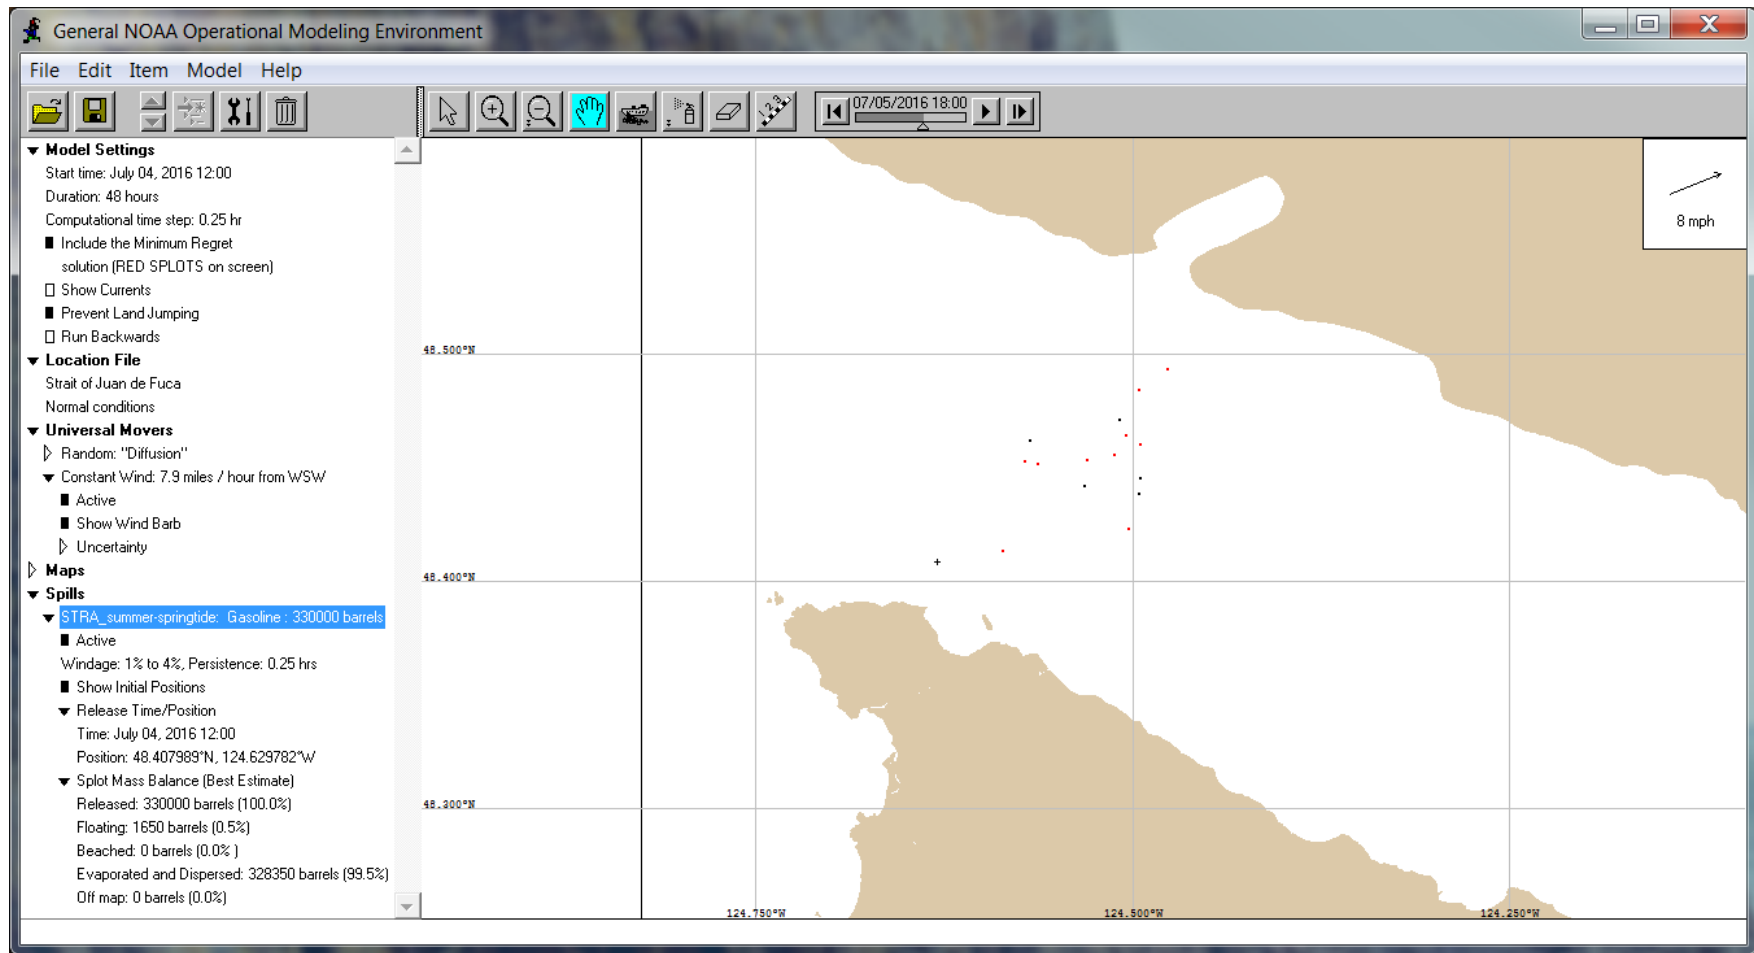 General NOAA Operational Modeling Environment
File Edit Item Model Help
07/05/2016 18:00
Model Settings
Start time: July 04, 2016 12:00
Duration: 48 hours
Computational time step: 0.25 hr
Include the Minimum Regret
solution (RED SPLOTS on screen)
Show Currents
Prevent Land Jumping
Run Backwards
Location File
Strait of Juan de Fuca
Normal conditions
Universal Movers
Random: "Diffusion"
Constant Wind: 7.9 miles / hour from WSW
Active
Show Wind Barb
Uncertainty
Maps
Spills
STRA_summer-springtide: Gasoline : 330000 barrels
Active
Windage: 1% to 4%, Persistence: 0.25 hrs
Show Initial Positions
Release Time/Position
Time: July 04, 2016 12:00
Position: 48.407989°N, 124.629782°W
Splot Mass Balance (Best Estimate)
Released: 330000 barrels (100.0%)
Floating: 1650 barrels (0.5%)
Beached: 0 barrels (0.0% )
Evaporated and Dispersed: 328350 barrels (99.5%)
Off map: 0 barrels (0.0%)
8 mph
48.500°N
48.400°N
48.300°N
124.750°W 124.500°W 124.250°W